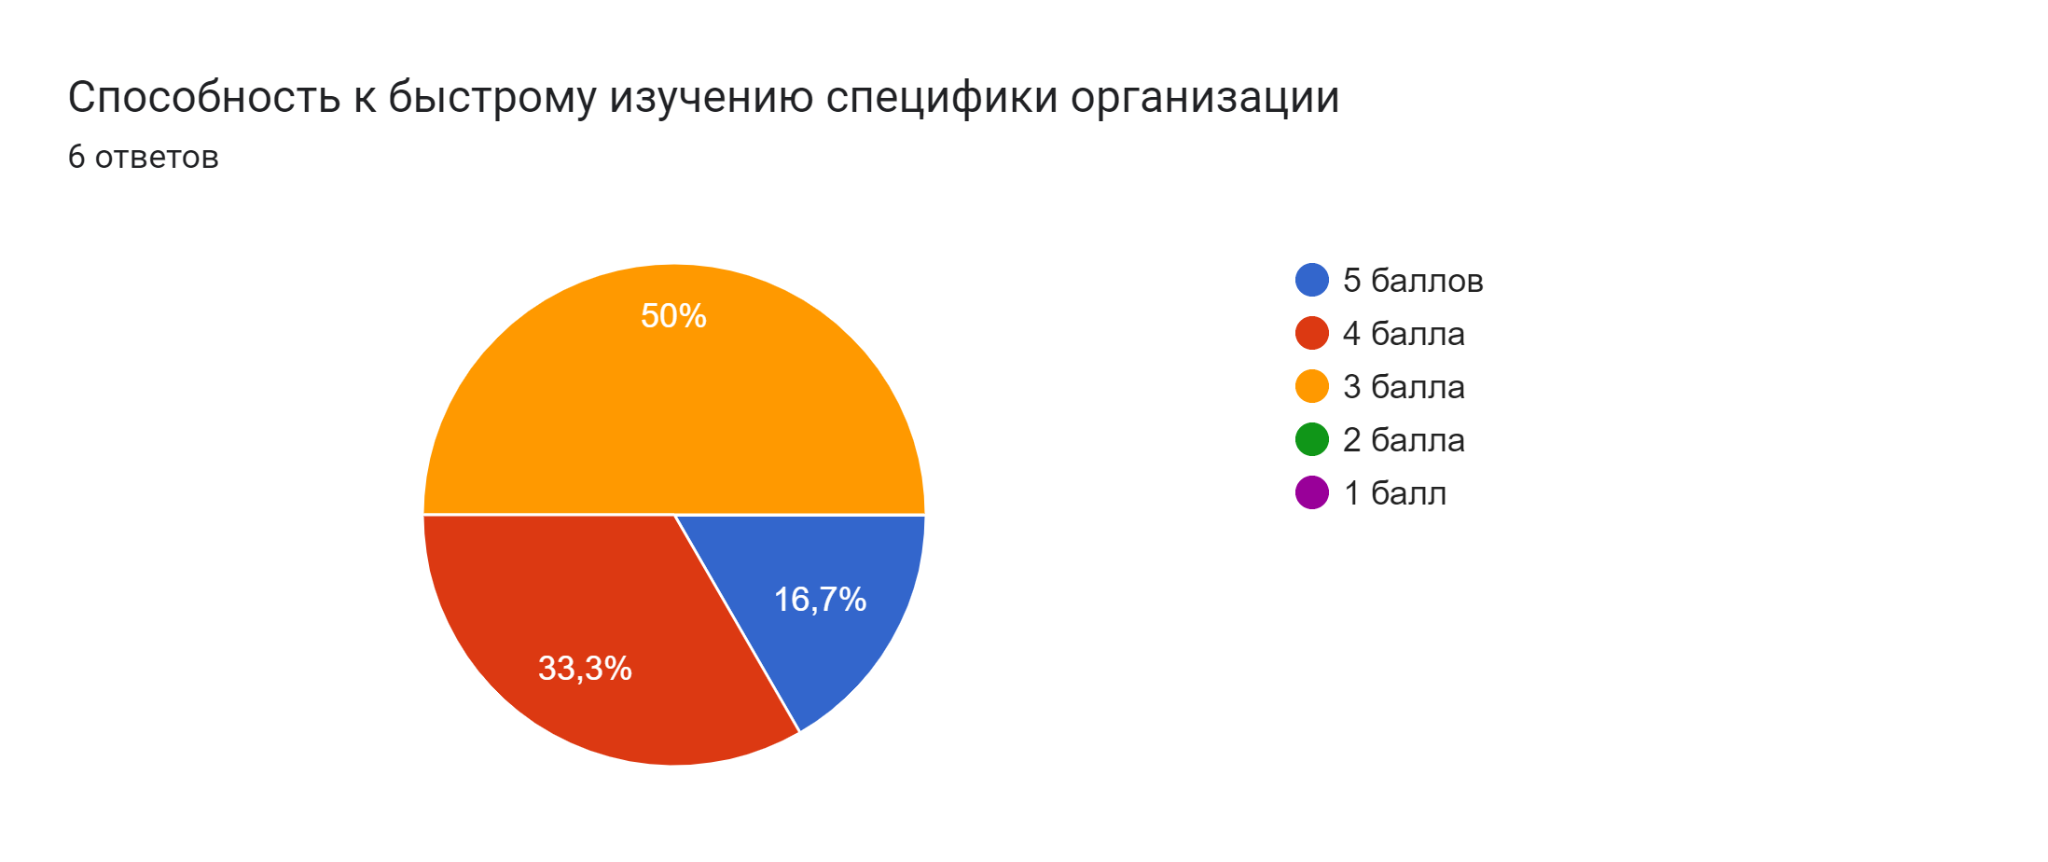 Способность к быстрому изучению специфики организации
6 ответов
50%
16,7%
33,3%
5 баллов
4 балла
3 балла
2 балла
1 балл